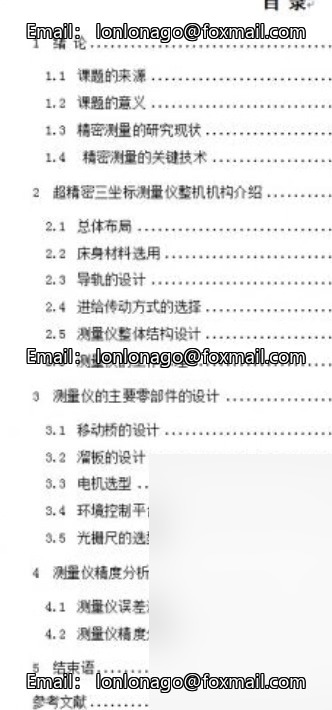 目 录
Email: lonlonago@foxmail.com
1 绪 论
1.1 课题的来源
1.2 课题的意义
1.3 精密测量的研究现状
1.4 精密测量的关键技术
2 超精密三坐标测量仪整机机构介绍
2.1 总体布局
2.2 床身材料选用
2.3 导轨的设计
2.4 进给传动方式的选择
2.5 测量仪整体结构设计
Email: lonlonago@foxmail.com
3 测量仪的主要零部件的设计
3.1 移动桥的设计
3.2 溜板的设计
3.3 电机选型
3.4 环境控制平
3.5 光栅尺的选
4 测量仪精度分析
4.1 测量仪误差
4.2 测量仪精度
5 结束语
Email: lonlonago@foxmail.com
参考文献